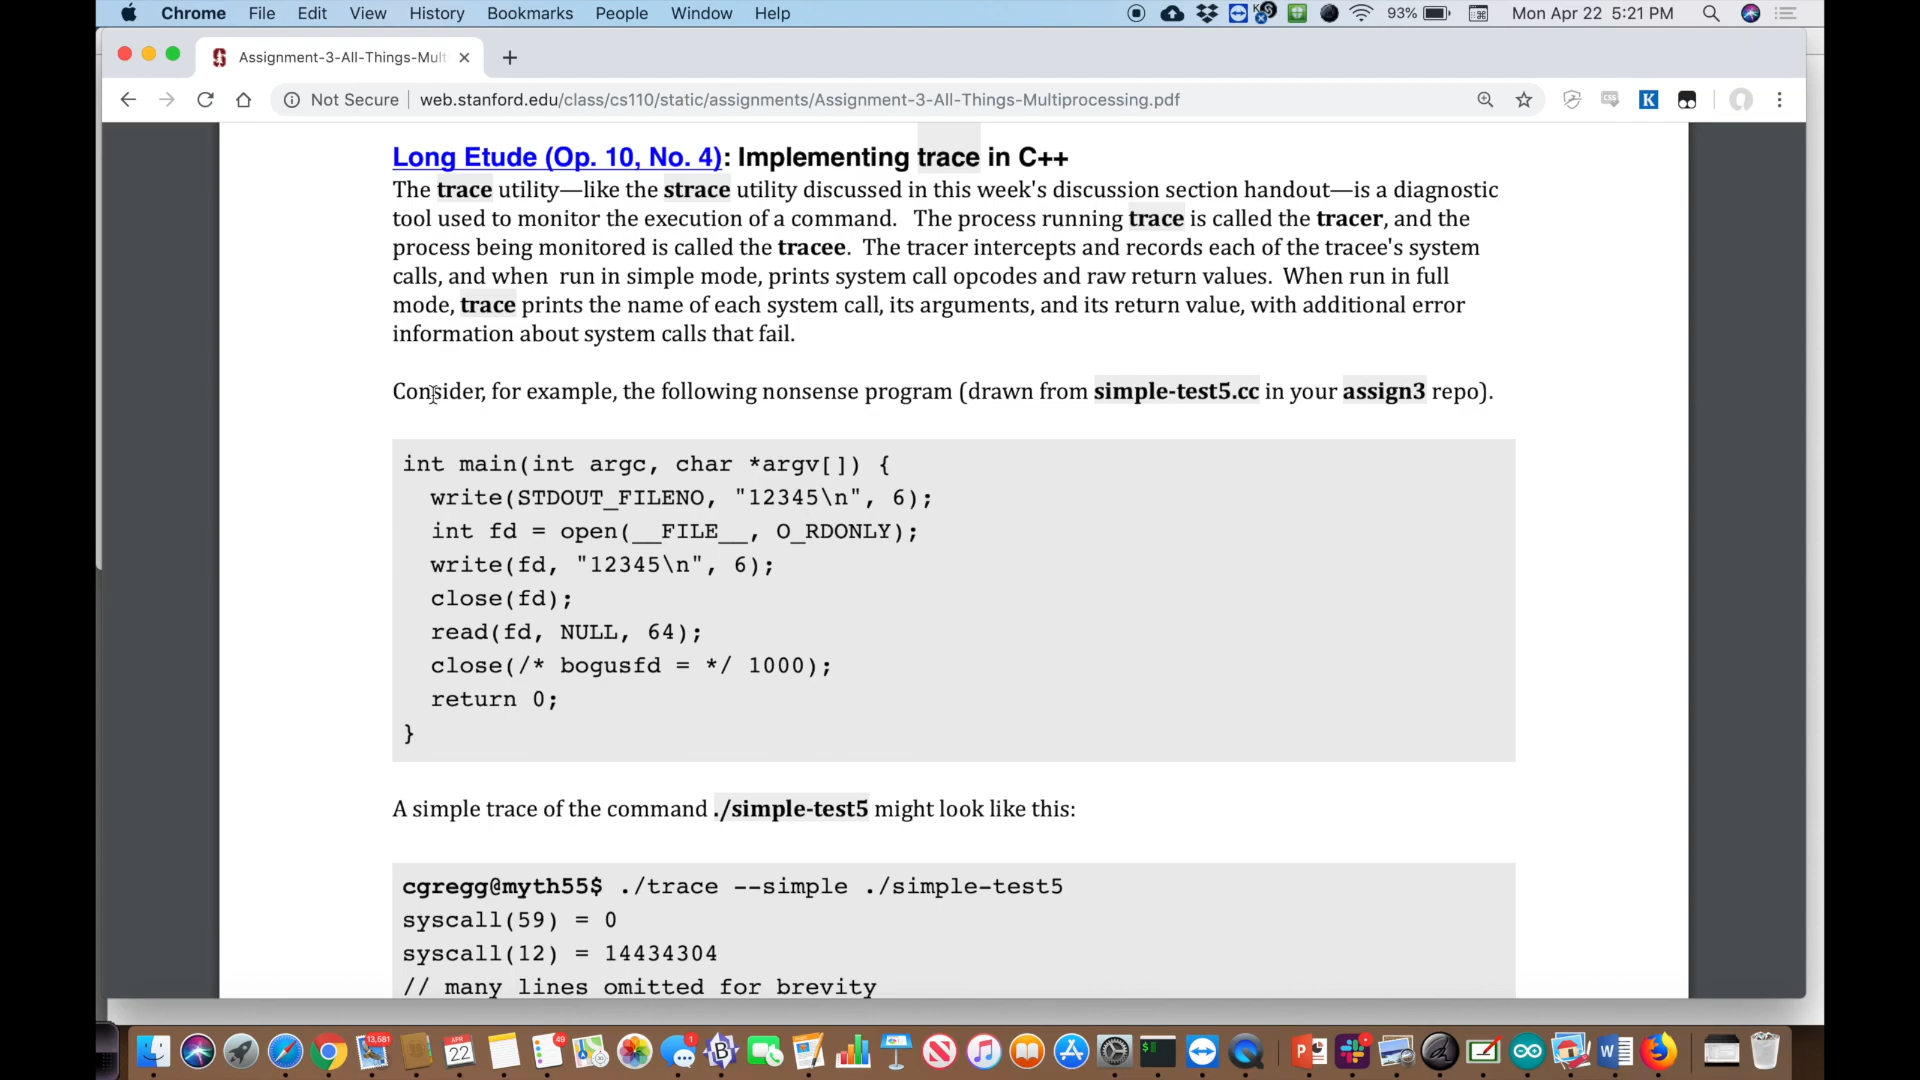 Chrome File Edit View History Bookmarks People Window Help 93% Mon Apr 22 5:21 PM
Assignment-3-All-Things-Mult
Not Secure web.stanford.edu/class/cs110/static/assignments/Assignment-3-All-Things-Multiprocessing.pdf
Long Etude (Op. 10, No. 4): Implementing trace in C++
The trace utility—like the strace utility discussed in this week's discussion section handout—is a diagnostic
tool used to monitor the execution of a command. The process running trace is called the tracer, and the
process being monitored is called the tracee. The tracer intercepts and records each of the tracee's system
calls, and when run in simple mode, prints system call opcodes and raw return values. When run in full
mode, trace prints the name of each system call, its arguments, and its return value, with additional error
information about system calls that fail.
Consider, for example, the following nonsense program (drawn from simple-test5.cc in your assign3 repo).
int main(int argc, char *argv[]) {
write(STDOUT_FILENO, "12345\n", 6);
int fd = open(__FILE__, O_RDONLY);
write(fd, "12345\n", 6);
close(fd);
read(fd, NULL, 64);
close(/* bogusfd = */ 1000);
return 0;
}
A simple trace of the command ./simple-test5 might look like this:
cgregg@myth55$ ./trace --simple ./simple-test5
syscall(59) = 0
syscall(12) = 14434304
// many lines omitted for brevity
13,581 APR 22 49 1